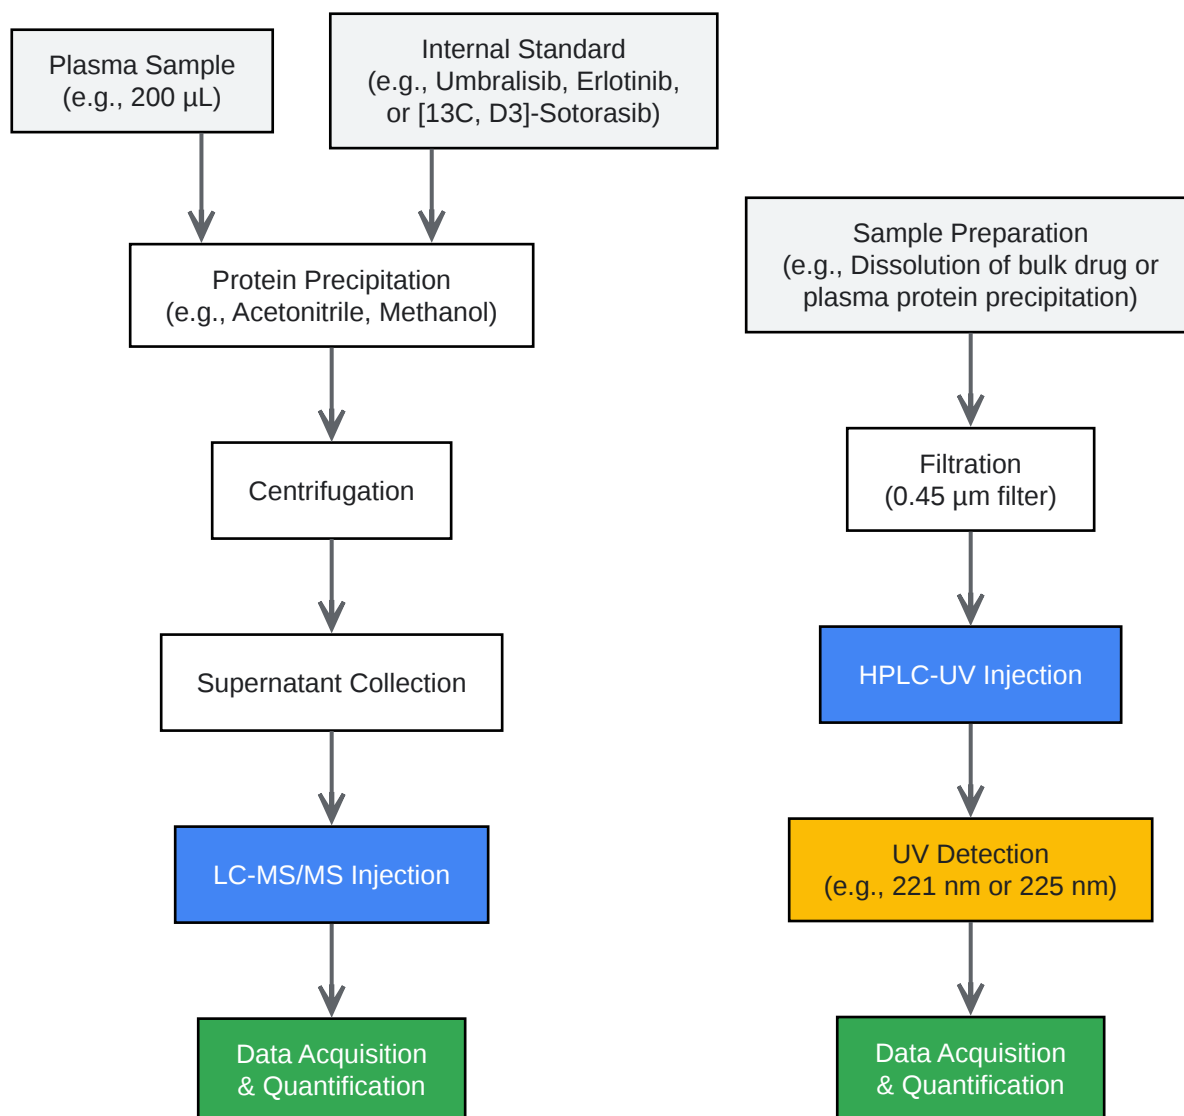 Plasma Sample
(e.g., 200 µL)
Internal Standard
(e.g., Umbralisib, Erlotinib,
or [13C, D3]-Sotorasib)
Protein Precipitation
(e.g., Acetonitrile, Methanol)
Centrifugation
Supernatant Collection
LC-MS/MS Injection
Data Acquisition
& Quantification
Sample Preparation
(e.g., Dissolution of bulk drug or
plasma protein precipitation)
Filtration
(0.45 µm filter)
HPLC-UV Injection
UV Detection
(e.g., 221 nm or 225 nm)
Data Acquisition
& Quantification